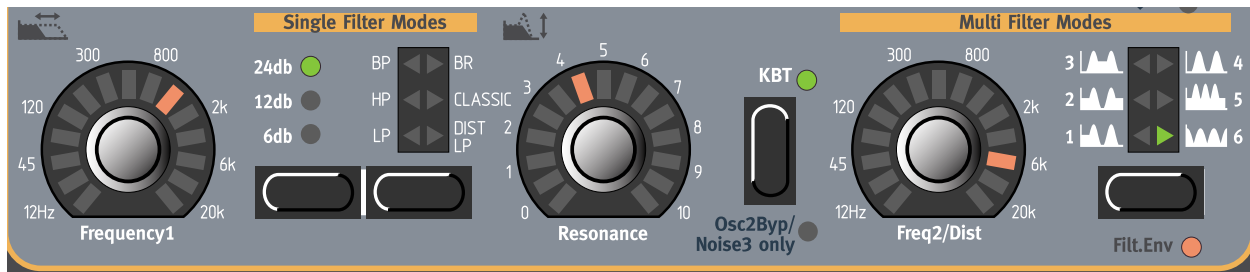 Single Filter Modes
Multi Filter Modes
300 800
120 2k
45 6k
12Hz 20k
Frequency1
24db
12db
6db
BP BR
HP CLASSIC
LP DIST
LP
4 5 6
3 7
2 8
1 9
0 10
Resonance
KBT
Osc2Byp/
Noise3 only
300 800
120 2k
45 6k
12Hz 20k
Freq2/Dist
3 4
2 5
1 6
Filt.Env